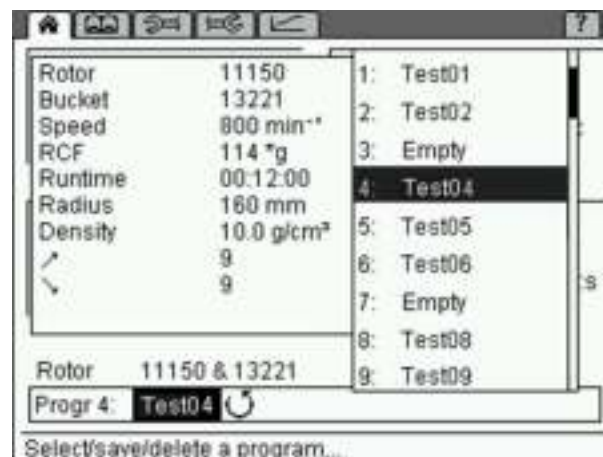 ?
Rotor 11150
Bucket 13221
Speed 800 min⁻¹
RCF 114 *g
Runtime 00:12:00
Radius 160 mm
Density 10.0 g/cm³
↗ 9
↘ 9
1: Test01
2: Test02
3: Empty
4: Test04
5: Test05
6: Test06
7: Empty
8: Test08
9: Test09
Rotor 11150 & 13221
Progr 4: Test04
Select/save/delete a program...